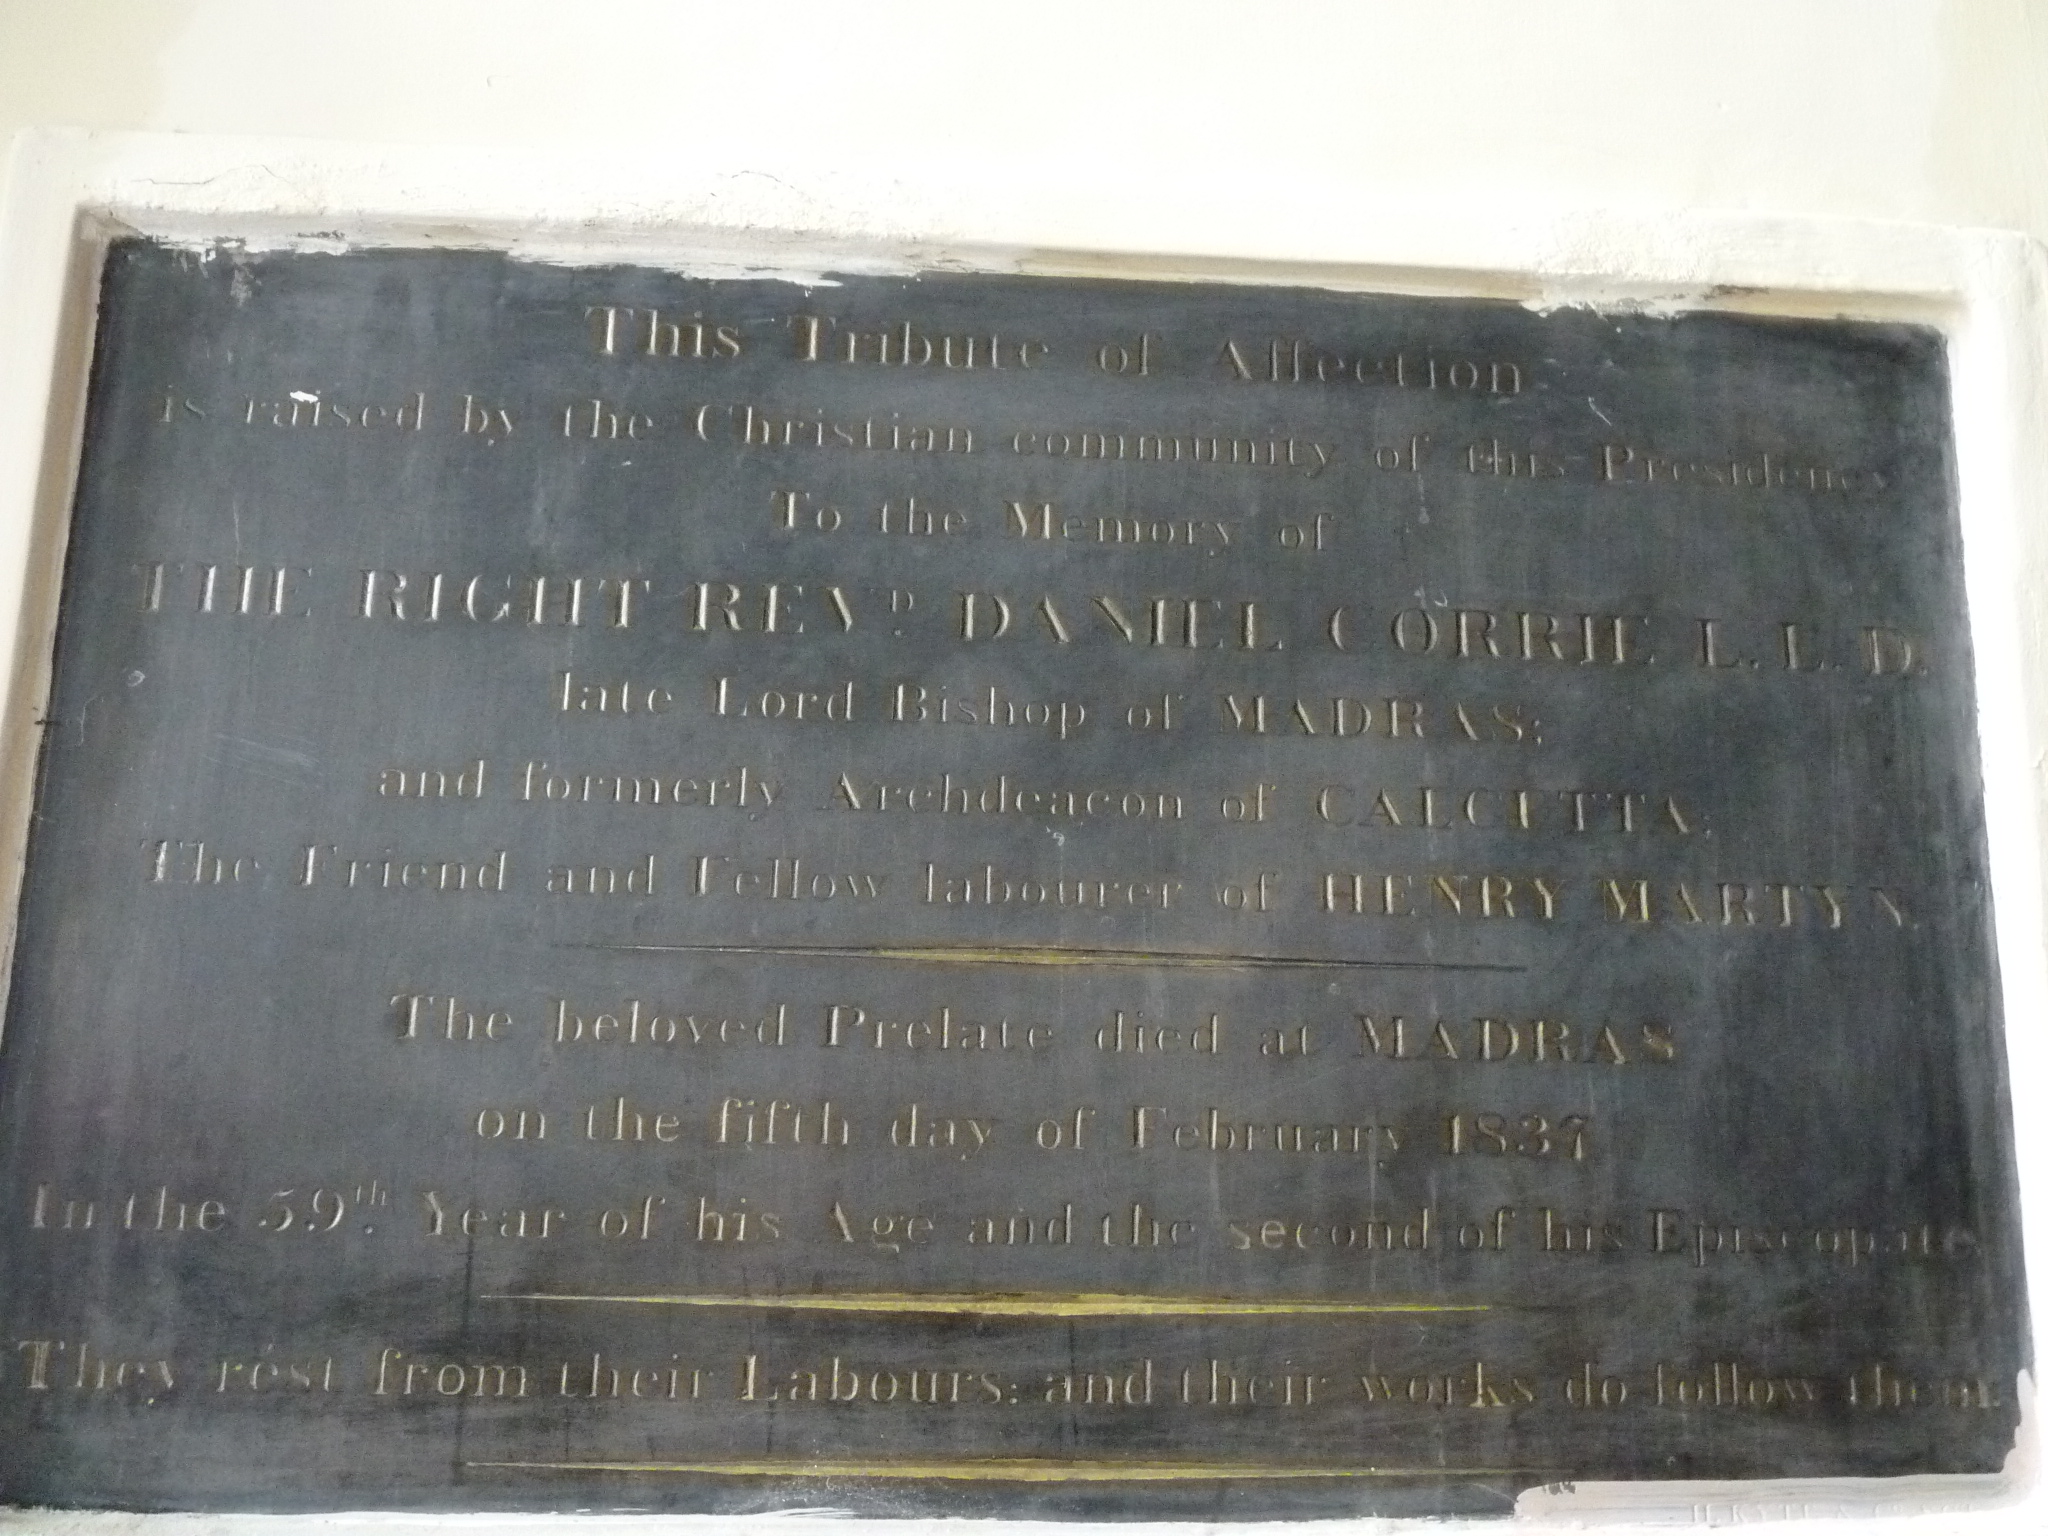 This Tribute of Affection
is raised by the Christian community of this Presidency
To the Memory of
THE RIGHT REV.D DANIEL CORRIE L.L.D.
late Lord Bishop of MADRAS;
and formerly Archdeacon of CALCUTTA;
The Friend and Fellow labourer of HENRY MARTYN.
The beloved Prelate died at MADRAS
on the fifth day of February 1837
In the 59th. Year of his Age and the second of his Episcopate
They rest from their Labours: and their works do follow them.